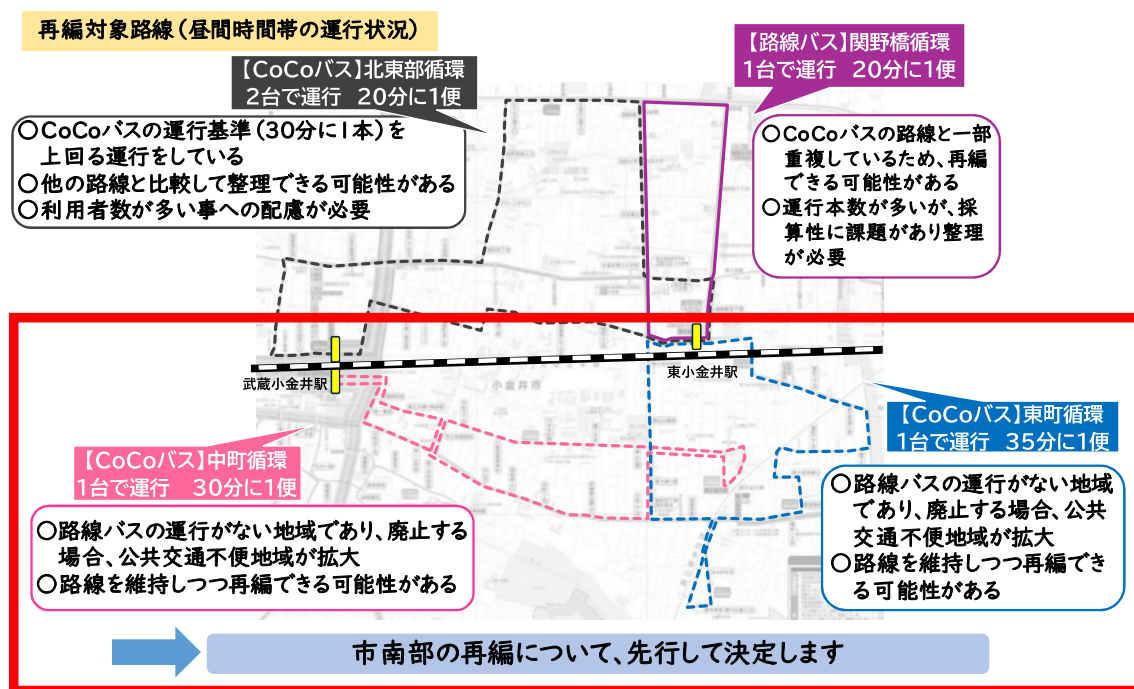 再編対象路線（昼間時間帯の運行状況）
【CoCoバス】北東部循環
2台で運行　20分に1便
【路線バス】関野橋循環
1台で運行　20分に1便
〇CoCoバスの運行基準（30分に1本）を
上回る運行をしている
〇他の路線と比較して整理できる可能性がある
〇利用者数が多い事への配慮が必要
〇CoCoバスの路線と一部
重複しているため、再編
できる可能性がある
〇運行本数が多いが、採
算性に課題があり整理
が必要
武蔵小金井駅
東小金井駅
小金井市
【CoCoバス】東町循環
1台で運行　35分に1便
【CoCoバス】中町循環
1台で運行　30分に1便
〇路線バスの運行がない地域
であり、廃止する場合、公共
交通不便地域が拡大
〇路線を維持しつつ再編でき
る可能性がある
〇路線バスの運行がない地域であり、廃止する
場合、公共交通不便地域が拡大
〇路線を維持しつつ再編できる可能性がある
市南部の再編について、先行して決定します